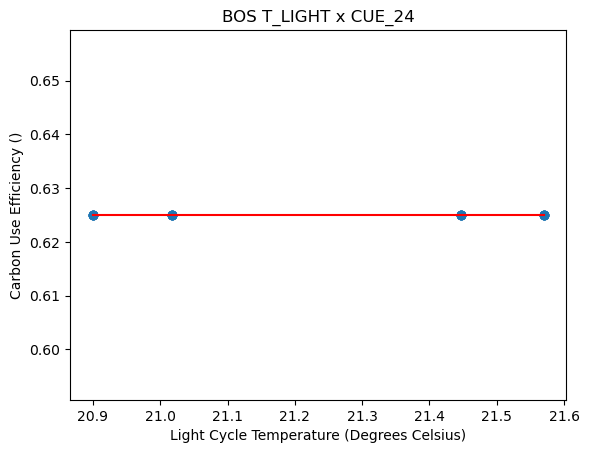 BOS T_LIGHT x CUE_24
Carbon Use Efficiency ()
0.65
0.64
0.63
0.62
0.61
0.60
20.9 21.0 21.1 21.2 21.3 21.4 21.5 21.6
Light Cycle Temperature (Degrees Celsius)